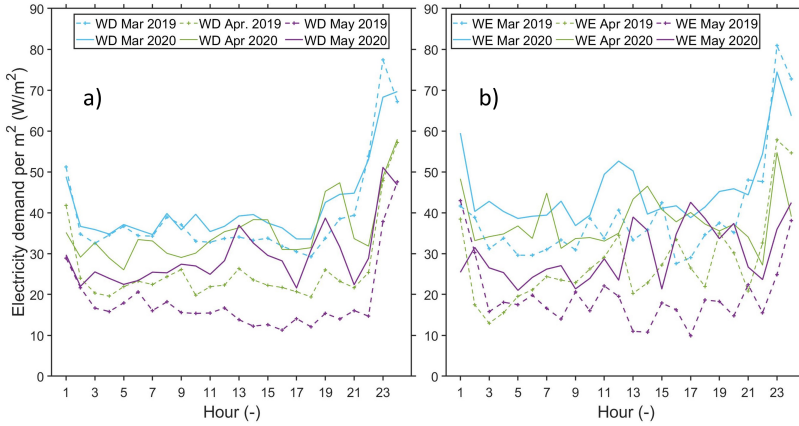 WD Mar 2019 WD Apr. 2019 WD May 2019
WD Mar 2020 WD Apr 2020 WD May 2020
WE Mar 2019 WE Apr 2019 WE May 2019
WE Mar 2020 WE Apr 2020 WE May 2020
a)
b)
Electricity demand per m² (W/m²)
90
80
70
60
50
40
30
20
10
0
1 3 5 7 9 11 13 15 17 19 21 23
Hour (-)
90
80
70
60
50
40
30
20
10
0
1 3 5 7 9 11 13 15 17 19 21 23
Hour (-)